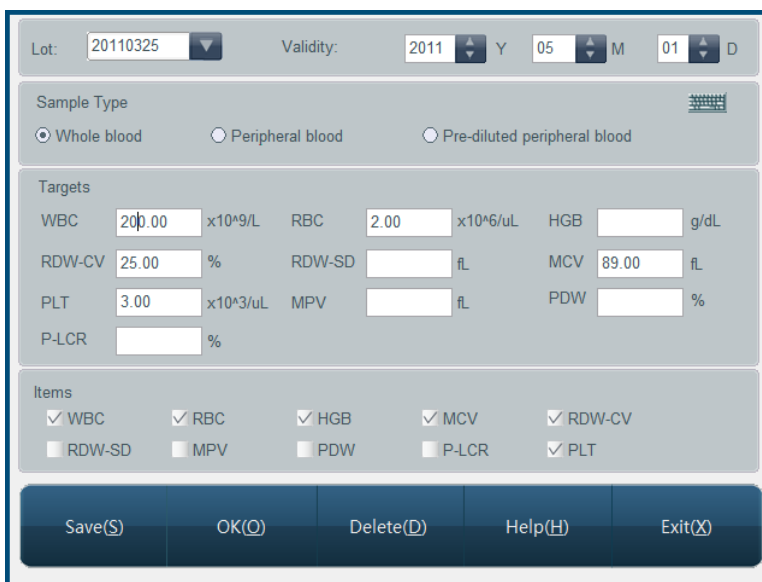 Lot: 20110325 Validity: 2011 Y 05 M 01 D
Sample Type
Whole blood Peripheral blood Pre-diluted peripheral blood
Targets
WBC 200.00 x10^9/L RBC 2.00 x10^6/uL HGB g/dL
RDW-CV 25.00 % RDW-SD fL MCV 89.00 fL
PLT 3.00 x10^3/uL MPV fL PDW %
P-LCR %
Items
WBC RBC HGB MCV RDW-CV
RDW-SD MPV PDW P-LCR PLT
Save(S) OK(O) Delete(D) Help(H) Exit(X)